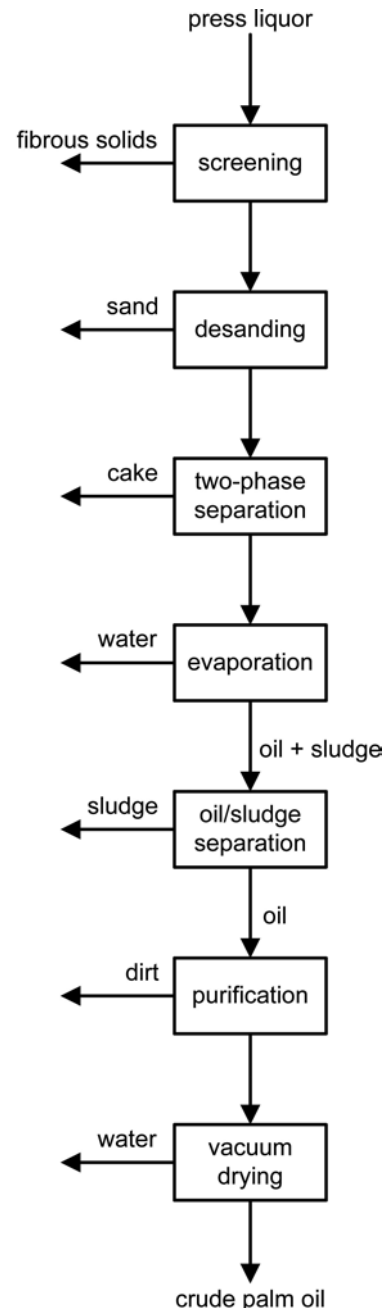 press liquor
fibrous solids
screening
sand
desanding
cake
two-phase
separation
water
evaporation
oil + sludge
sludge
oil/sludge
separation
oil
dirt
purification
water
vacuum
drying
crude palm oil